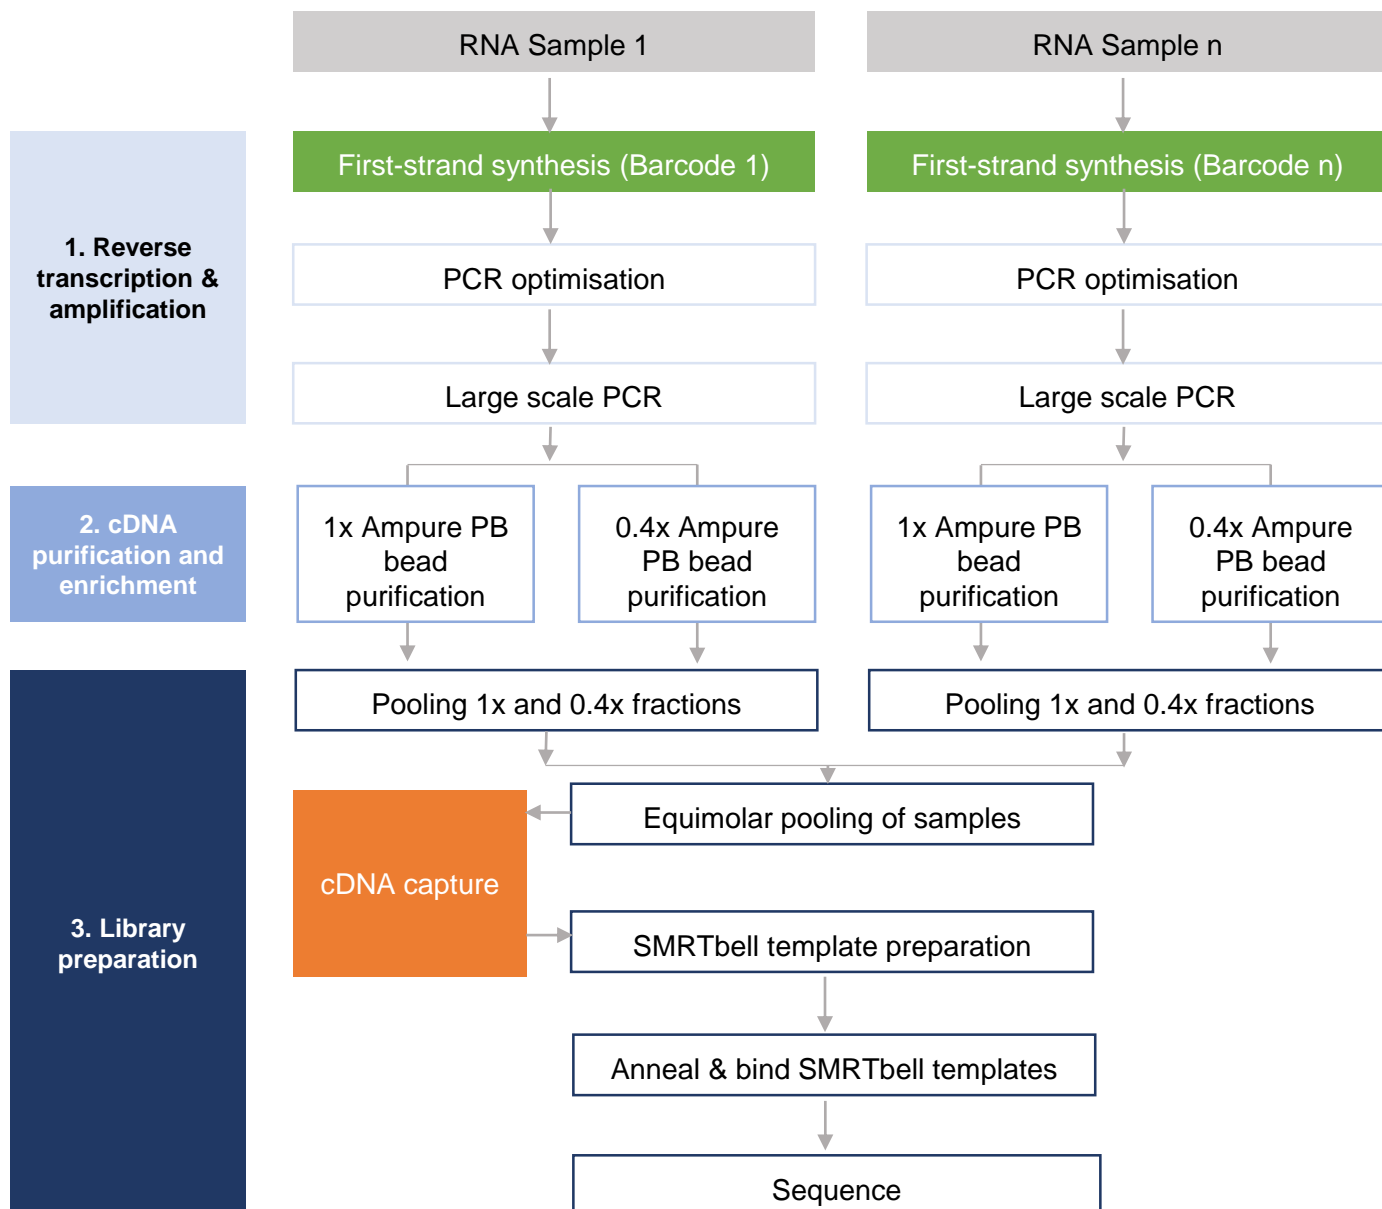 RNA Sample 1
RNA Sample n
First-strand synthesis (Barcode 1)
First-strand synthesis (Barcode n)
1. Reverse
transcription &
amplification
PCR optimisation
PCR optimisation
Large scale PCR
Large scale PCR
2. cDNA
purification and
enrichment
1x Ampure PB
bead
purification
0.4x Ampure
PB bead
purification
1x Ampure PB
bead
purification
0.4x Ampure
PB bead
purification
Pooling 1x and 0.4x fractions
Pooling 1x and 0.4x fractions
Equimolar pooling of samples
cDNA capture
3. Library
preparation
SMRTbell template preparation
Anneal & bind SMRTbell templates
Sequence